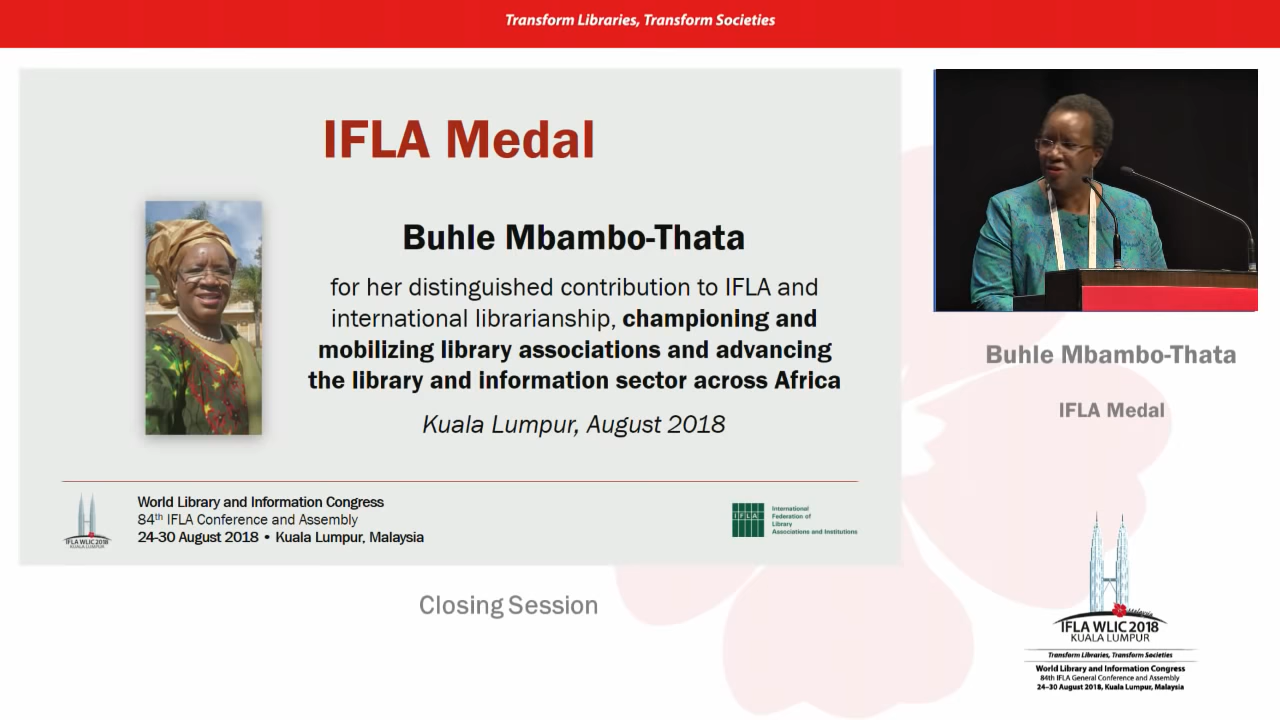 Transform Libraries, Transform Societies
IFLA Medal
Buhle Mbambo-Thata
for her distinguished contribution to IFLA and
international librarianship, championing and
mobilizing library associations and advancing
the library and information sector across Africa
Kuala Lumpur, August 2018
IFLA WLIC 2018
KUALA LUMPUR
World Library and Information Congress
84th IFLA Conference and Assembly
24-30 August 2018 • Kuala Lumpur, Malaysia
IFLA
International
Federation of
Library
Associations and Institutions
Buhle Mbambo-Thata
IFLA Medal
Closing Session
Malaysia
IFLA WLIC 2018
KUALA LUMPUR
Transform Libraries, Transform Societies
World Library and Information Congress
84th IFLA General Conference and Assembly
24–30 August 2018, Kuala Lumpur, Malaysia